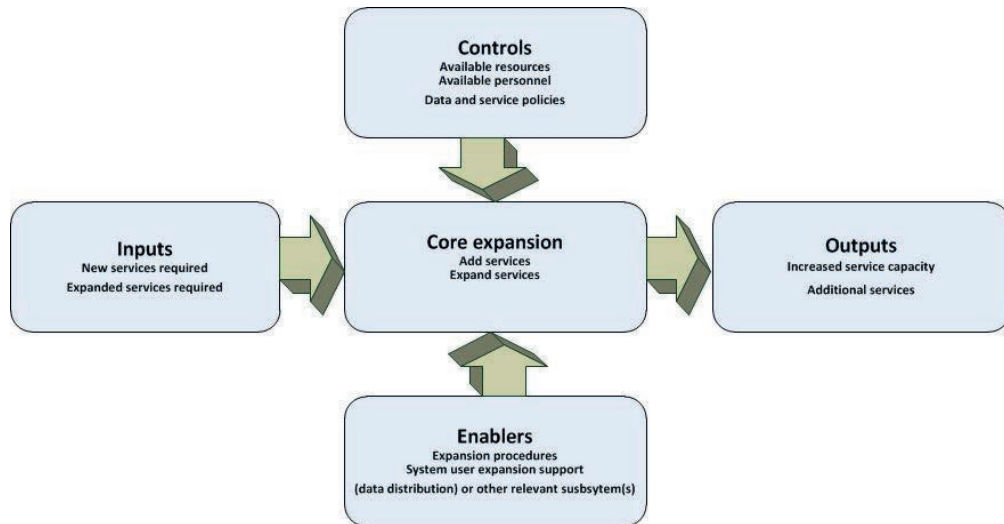 Controls
Available resources
Available personnel
Data and service policies
Inputs
New services required
Expanded services required
Core expansion
Add services
Expand services
Outputs
Increased service capacity
Additional services
Enablers
Expansion procedures
System user expansion support
(data distribution) or other relevant susbsytem(s)